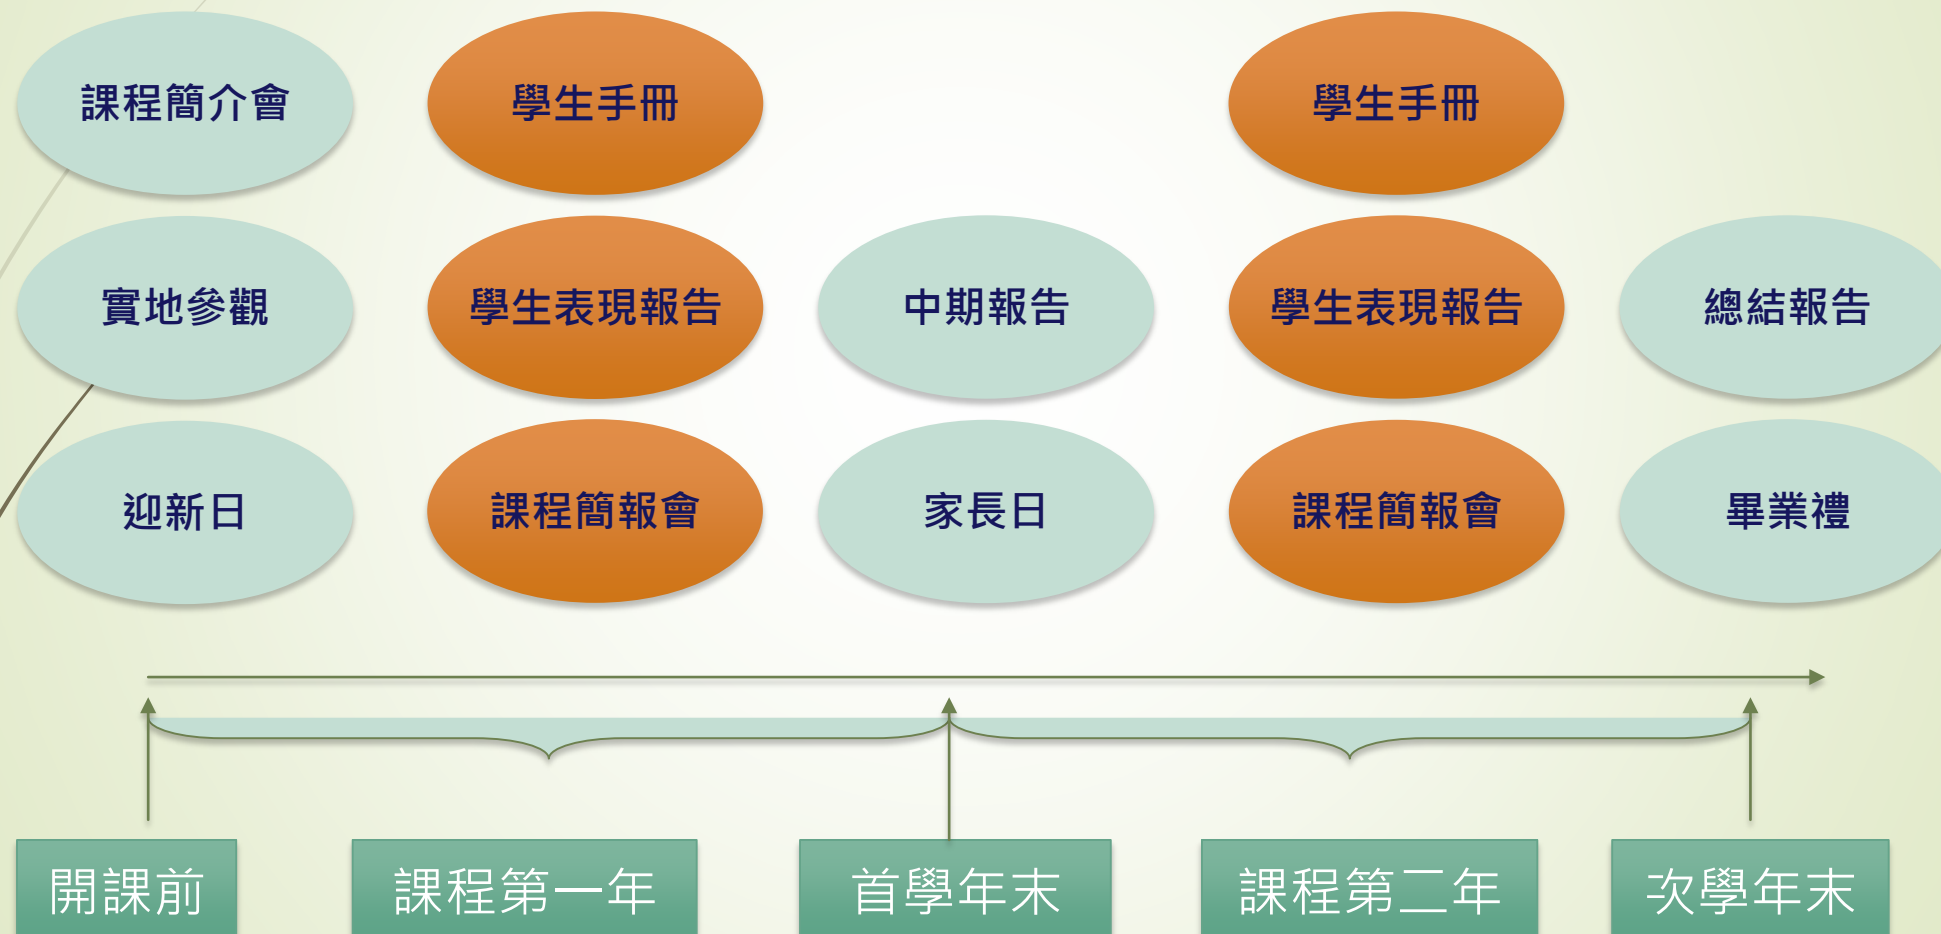 課程簡介會
學生手冊
學生手冊
實地參觀
學生表現報告
中期報告
學生表現報告
總結報告
迎新日
課程簡報會
家長日
課程簡報會
畢業禮
開課前
課程第一年
首學年末
課程第二年
次學年末